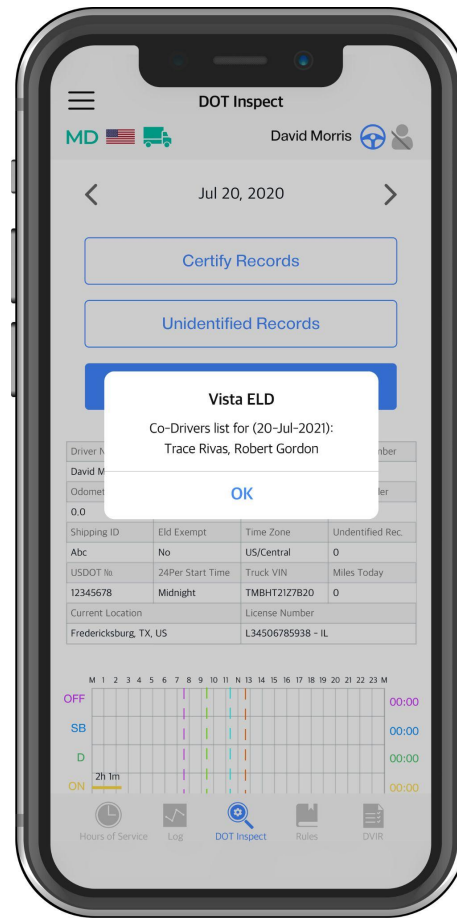 DOT Inspect
MD David Morris
Jul 20, 2020
Certify Records
Unidentified Records
Vista ELD
Co-Drivers list for (20-Jul-2021):
Trace Rivas, Robert Gordon
OK
Driver
David
0.0
Shipping ID Eld Exempt Time Zone Undentified Rec.
Abc No US/Central 0
USDOT № 24Per Start Time Truck VIN Miles Today
12345678 Midnight TMBHT21Z7B20 0
Current Location License Number
Fredericksburg, TX, US L34506785938 - IL
M 1 2 3 4 5 6 7 8 9 10 11 N 13 14 15 16 17 18 19 20 21 22 23 M
OFF 00:00
SB 00:00
D 00:00
2h 1m
ON 00:00
Hours of Service Log DOT Inspect Rules DVIR